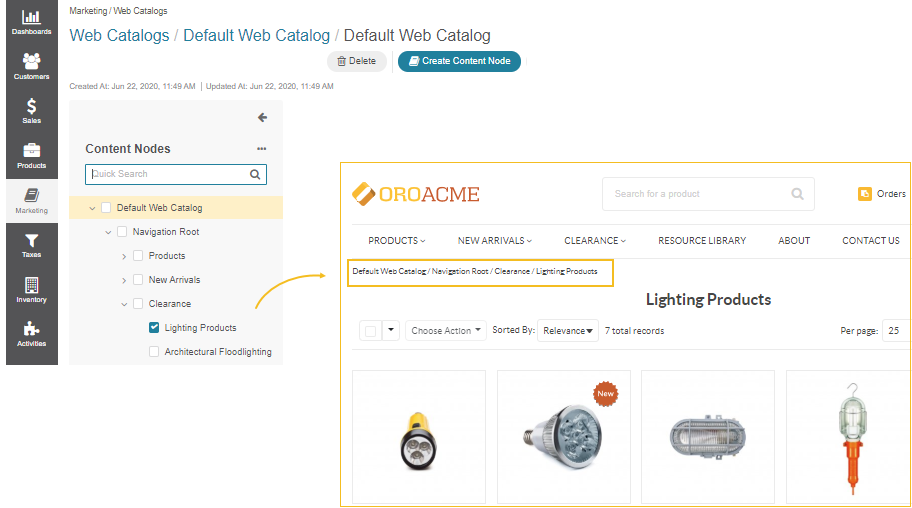 Dashboards
Customers
$
Sales
Products
Marketing
Taxes
Inventory
Activities
Marketing / Web Catalogs
Web Catalogs / Default Web Catalog / Default Web Catalog
Delete
Create Content Node
Created At: Jun 22, 2020, 11:49 AM | Updated At: Jun 22, 2020, 11:49 AM
Content Nodes
Quick Search
Default Web Catalog
Navigation Root
Products
New Arrivals
Clearance
Lighting Products
Architectural Floodlighting
OROACME
Search for a product
Orders
PRODUCTS
NEW ARRIVALS
CLEARANCE
RESOURCE LIBRARY
ABOUT
CONTACT US
Default Web Catalog / Navigation Root / Clearance / Lighting Products
Lighting Products
Choose Action
Sorted By:
Relevance
7 total records
Per page:
25
New